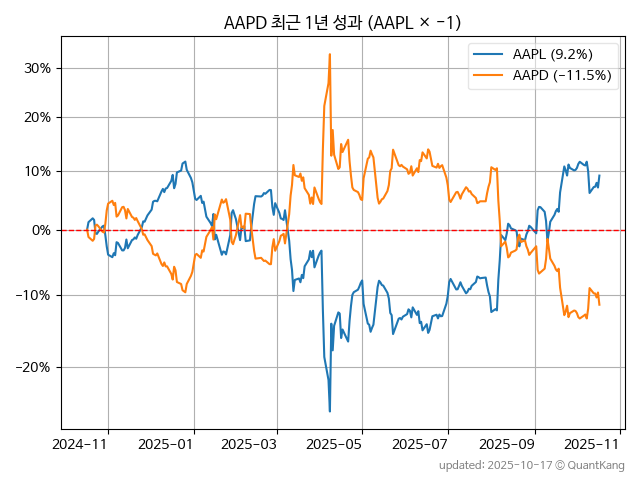 AAPD 최근 1년 성과 (AAPL × −1)
AAPL (9.2%)
AAPD (−11.5%)
30%
20%
10%
0%
−10%
−20%
2024-11 2025-01 2025-03 2025-05 2025-07 2025-09 2025-11
updated: 2025-10-17 © QuantKang